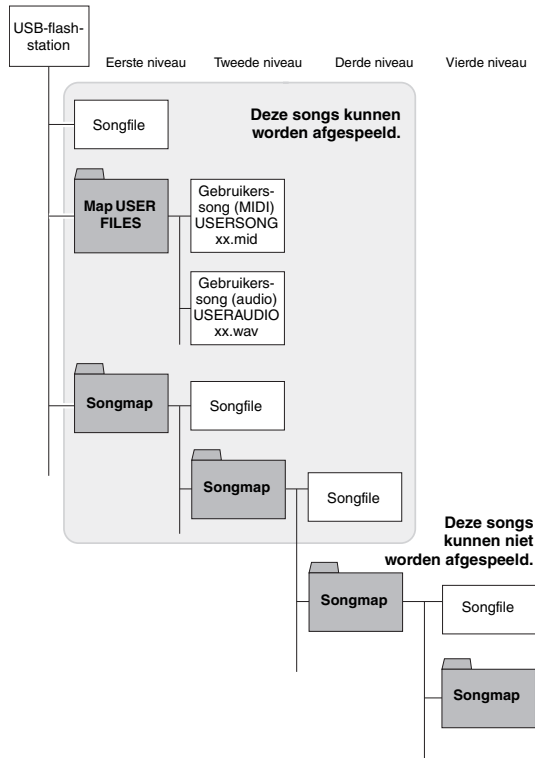 USB-flash-
station
Eerste niveau
Tweede niveau
Derde niveau
Vierde niveau
Songfile
Deze songs kunnen
worden afgespeeld.
Map USER
FILES
Gebruikers-
song (MIDI)
USERSONG
xx.mid
Gebruikers-
song (audio)
USERAUDIO
xx.wav
Songmap
Songfile
Songmap
Songfile
Deze songs
kunnen niet
worden afgespeeld.
Songmap
Songfile
Songmap